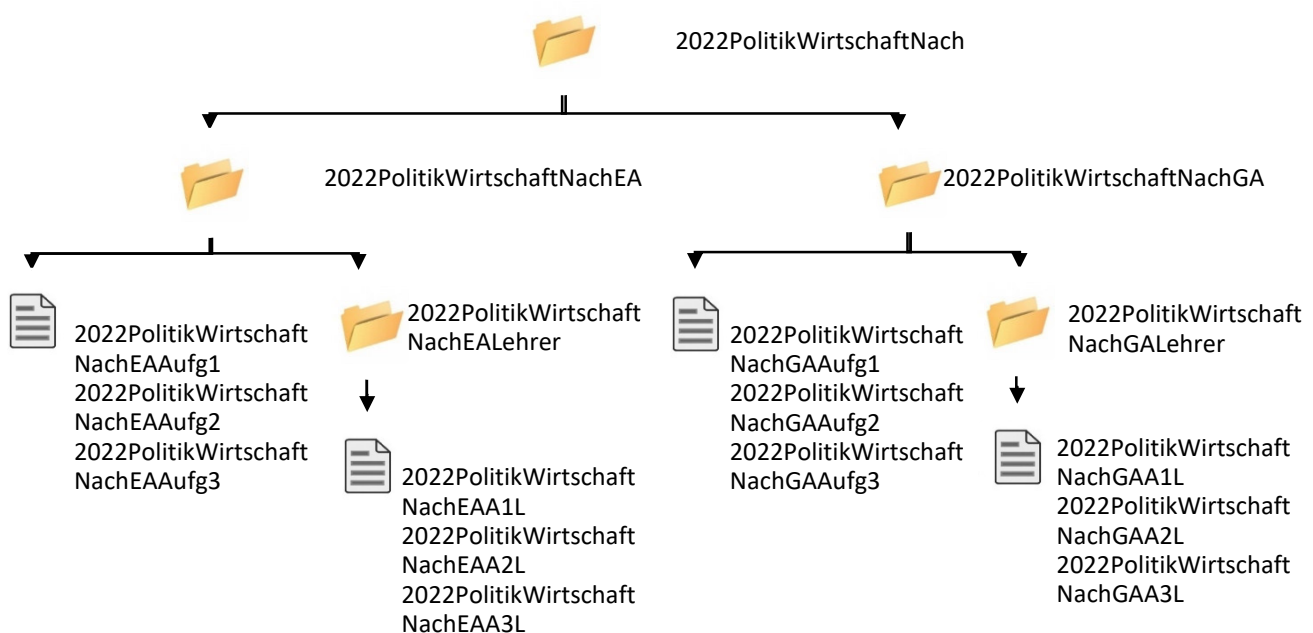 2022PolitikWirtschaftNach
2022PolitikWirtschaftNachEA
2022PolitikWirtschaftNachGA
2022PolitikWirtschaft
NachEAAufg1
2022PolitikWirtschaft
NachEAAufg2
2022PolitikWirtschaft
NachEAAufg3
2022PolitikWirtschaft
NachEALehrer
2022PolitikWirtschaft
NachEAA1L
2022PolitikWirtschaft
NachEAA2L
2022PolitikWirtschaft
NachEAA3L
2022PolitikWirtschaft
NachGAAufg1
2022PolitikWirtschaft
NachGAAufg2
2022PolitikWirtschaft
NachGAAufg3
2022PolitikWirtschaft
NachGALehrer
2022PolitikWirtschaft
NachGAA1L
2022PolitikWirtschaft
NachGAA2L
2022PolitikWirtschaft
NachGAA3L